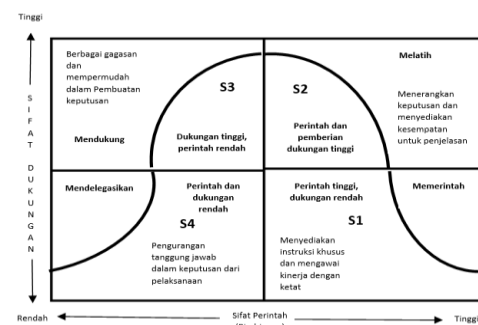 Tinggi
Berbagai gagasan
dan
mempermudah
dalam Pembuatan
keputusan
Mendukung
S3
Dukungan tinggi,
perintah rendah
S2
Perintah dan
pemberian
dukungan tinggi
Melatih
Menerangkan
keputusan dan
menyediakan
kesempatan
untuk penjelasan
S
I
F
A
T
D
U
K
U
N
G
A
N
Mendelegasikan
Perintah dan
dukungan
rendah
S4
Pengurangan
tanggung jawab
dalam keputusan dari
pelaksanaan
Perintah tinggi,
dukungan rendah
S1
Menyediakan
instruksi khusus
dan mengawai
kinerja dengan
ketat
Memerintah
Rendah
Sifat Perintah
Tinggi